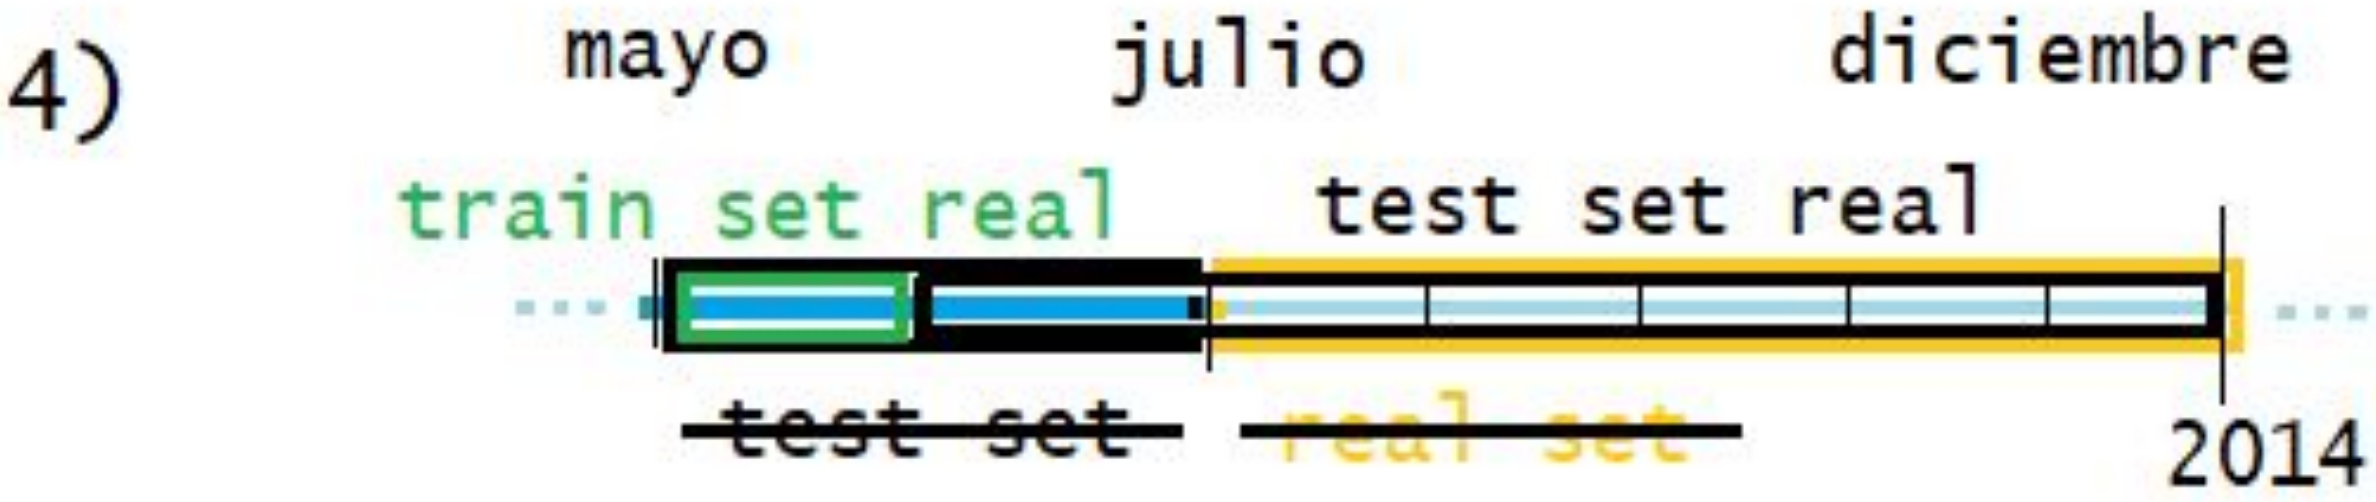 4) mayo julio diciembre
train set real test set real
test set real set
2014